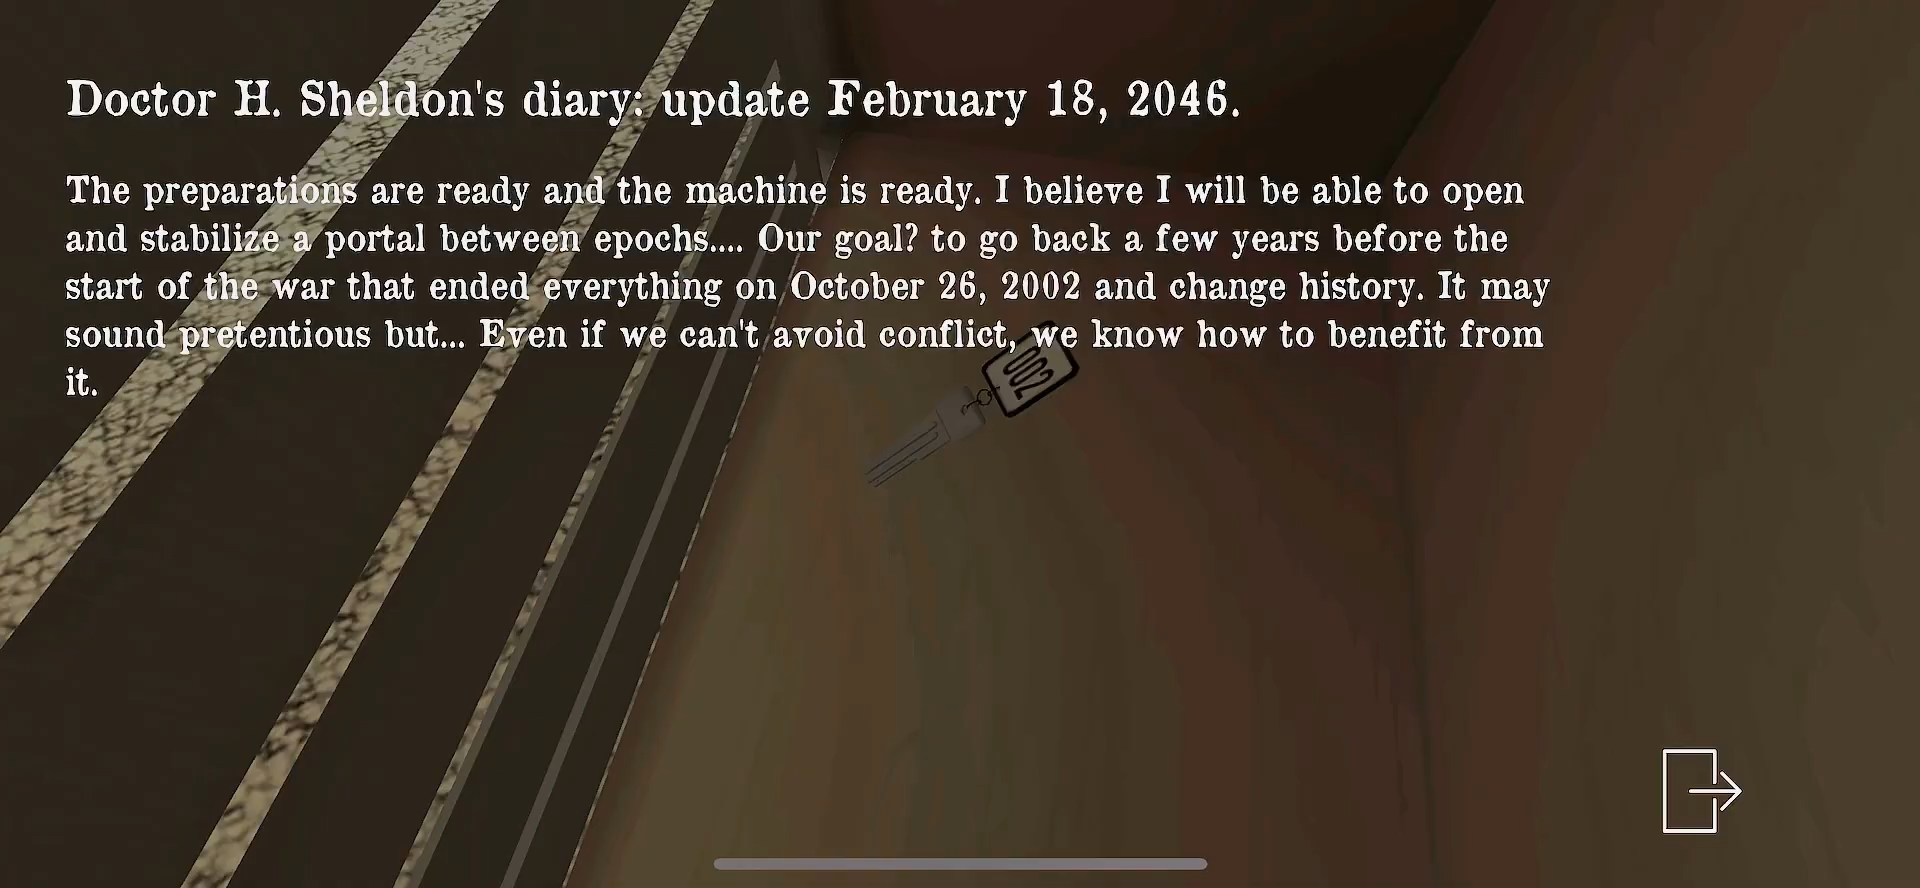 Doctor H. Sheldon's diary: update February 18, 2046.
The preparations are ready and the machine is ready. I believe I will be able to open
and stabilize a portal between epochs.... Our goal? to go back a few years before the
start of the war that ended everything on October 26, 2002 and change history. It may
sound pretentious but... Even if we can't avoid conflict, we know how to benefit from
it.
002